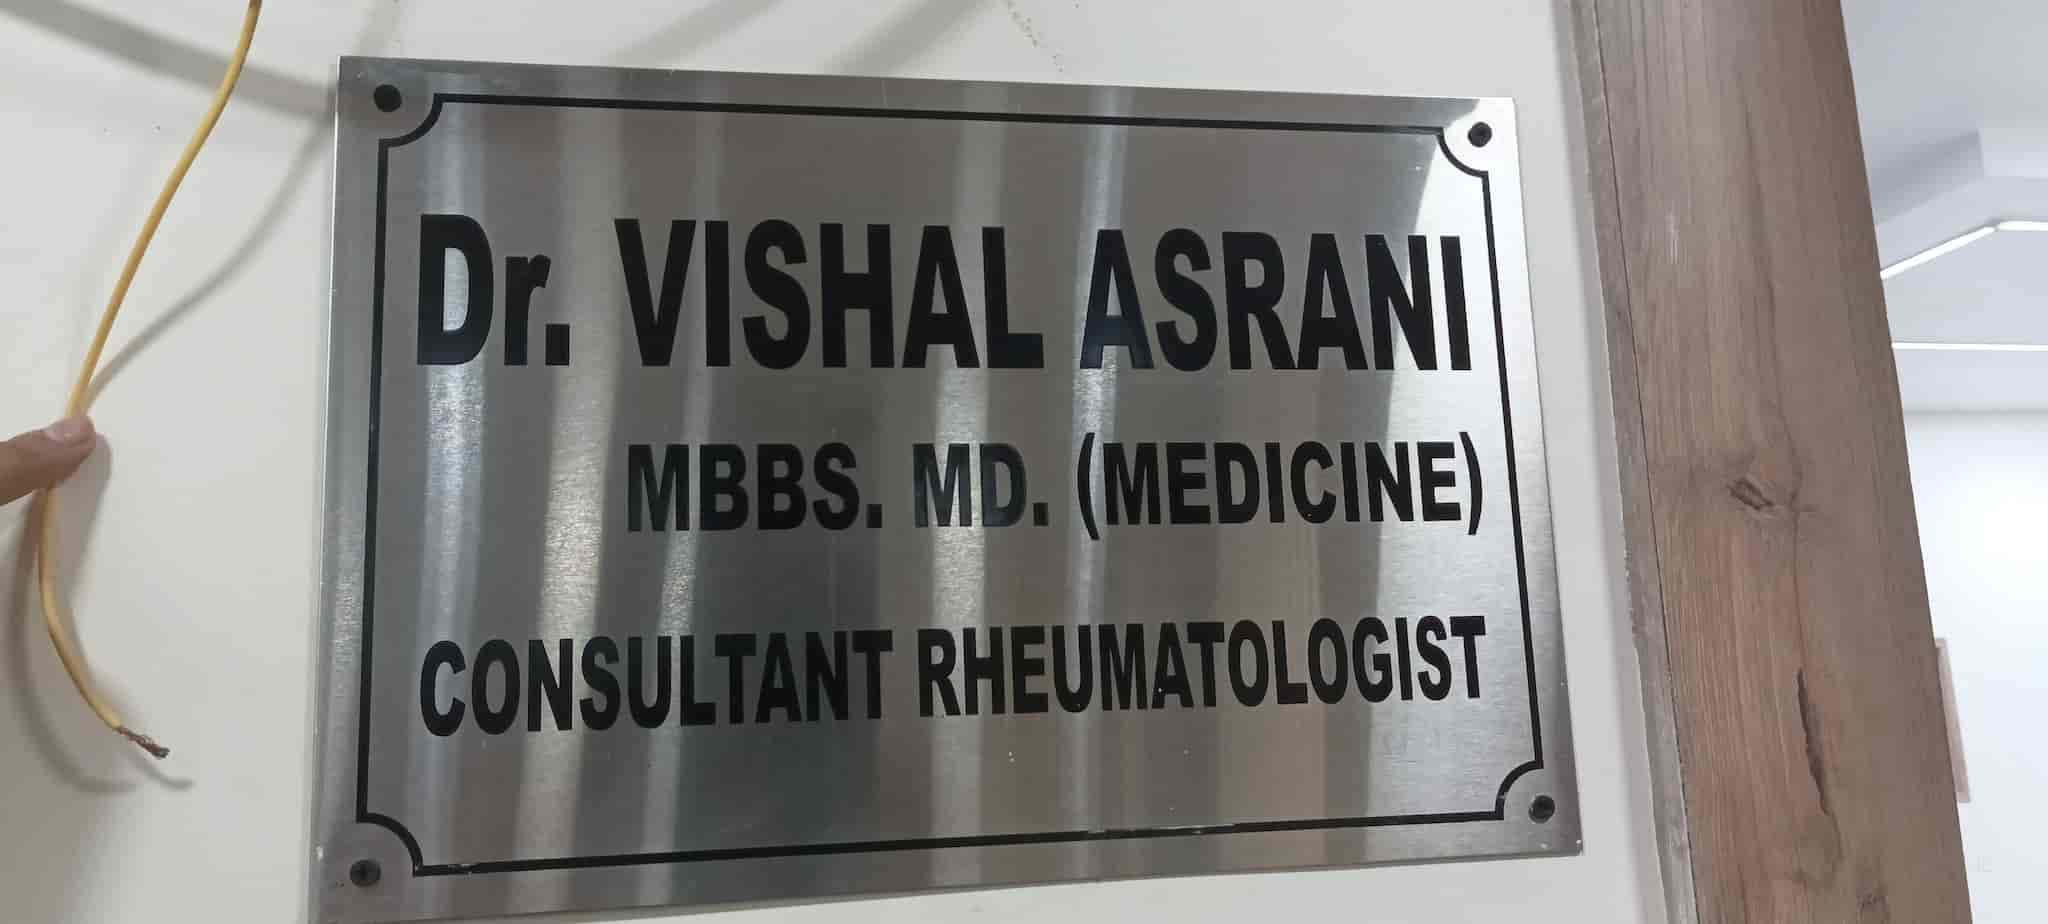 Dr. VISHAL ASRANI
MBBS. MD. (MEDICINE)
CONSULTANT RHEUMATOLOGIST